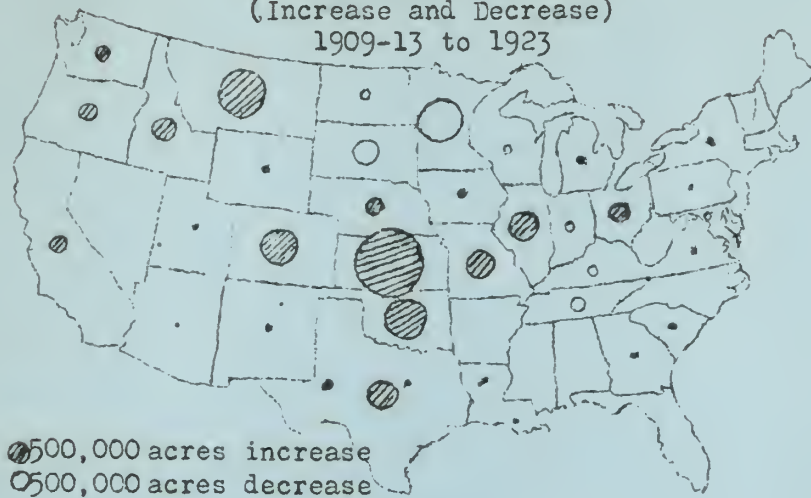 (Increase and Decrease)
1909-13 to 1923
500,000 acres increase
500,000 acres decrease